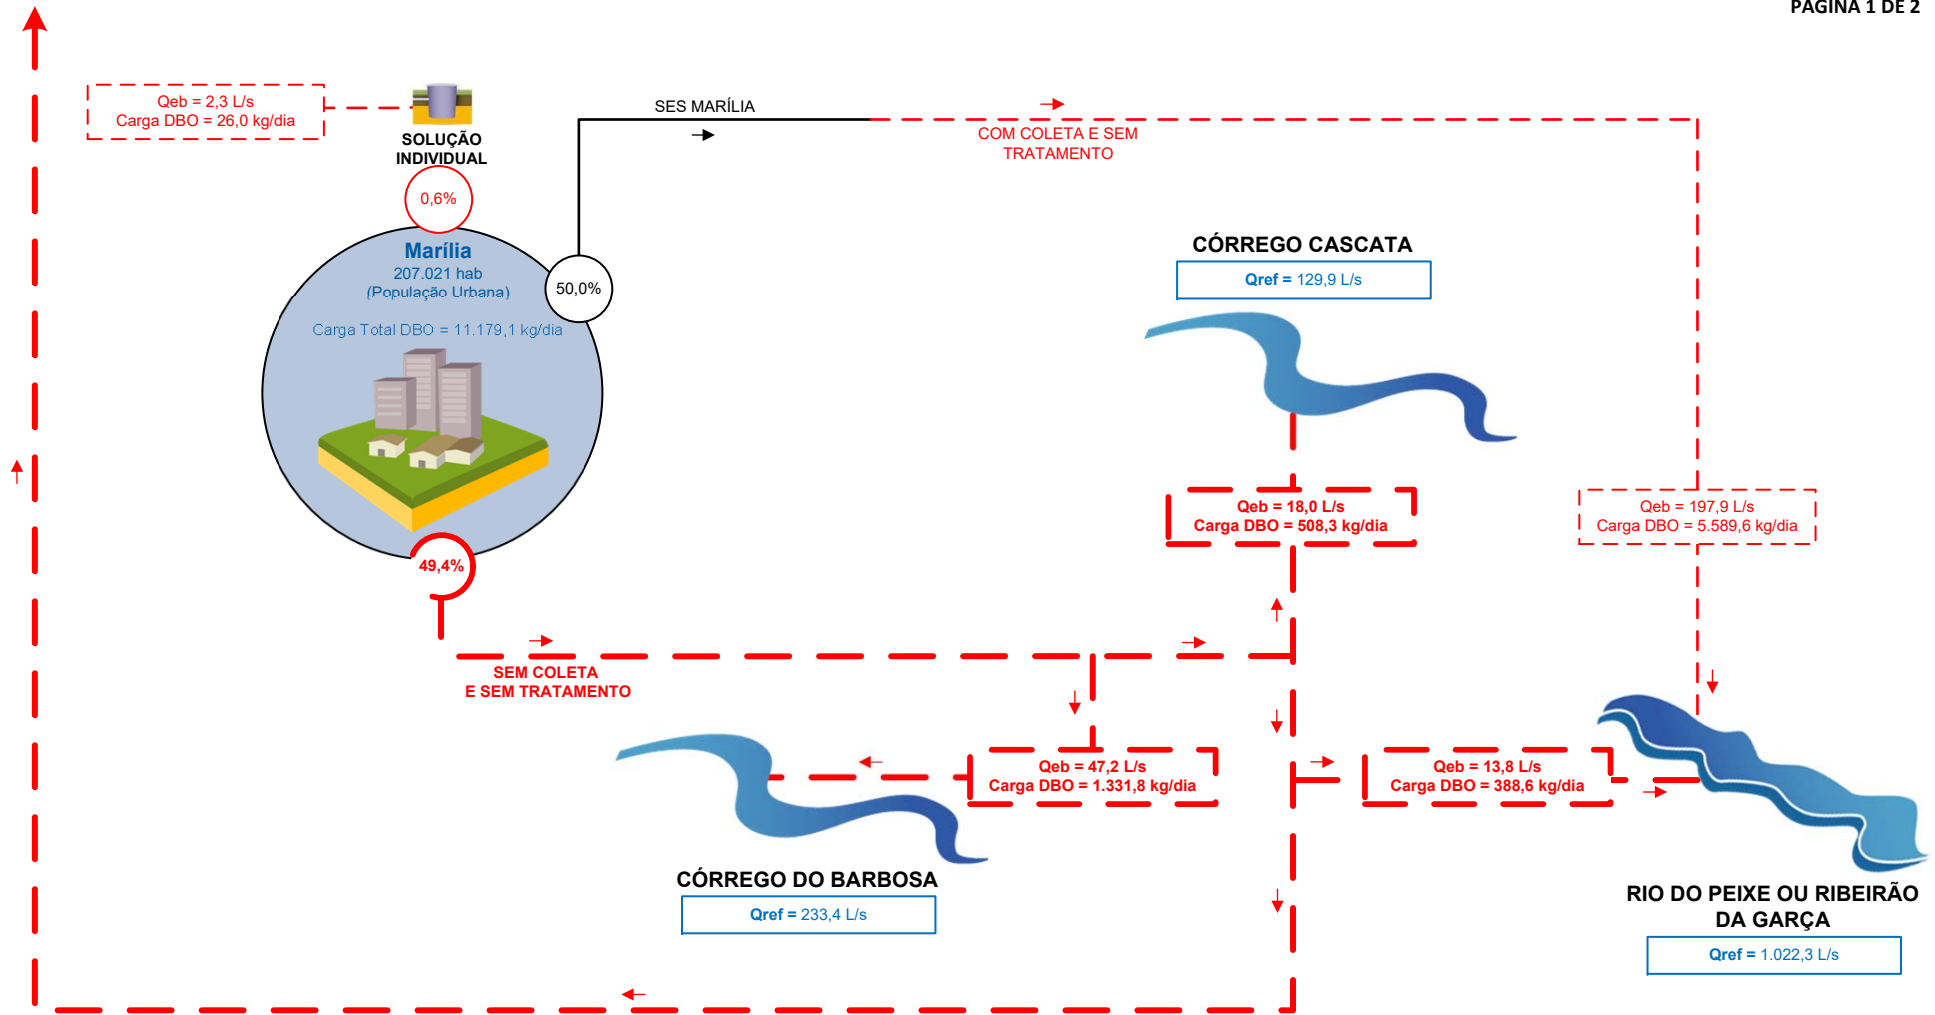 PÁGINA 1 DE 2
Qeb = 2,3 L/s
Carga DBO = 26,0 kg/dia
SOLUÇÃO
INDIVIDUAL
0,6%
SES MARÍLIA
COM COLETA E SEM
TRATAMENTO
Marília
207.021 hab
(População Urbana)
Carga Total DBO = 11.179,1 kg/dia
50,0%
49,4%
CÓRREGO CASCATA
Qref = 129,9 L/s
Qeb = 18,0 L/s
Carga DBO = 508,3 kg/dia
Qeb = 197,9 L/s
Carga DBO = 5.589,6 kg/dia
SEM COLETA
E SEM TRATAMENTO
Qeb = 47,2 L/s
Carga DBO = 1.331,8 kg/dia
Qeb = 13,8 L/s
Carga DBO = 388,6 kg/dia
CÓRREGO DO BARBOSA
Qref = 233,4 L/s
RIO DO PEIXE OU RIBEIRÃO
DA GARÇA
Qref = 1.022,3 L/s